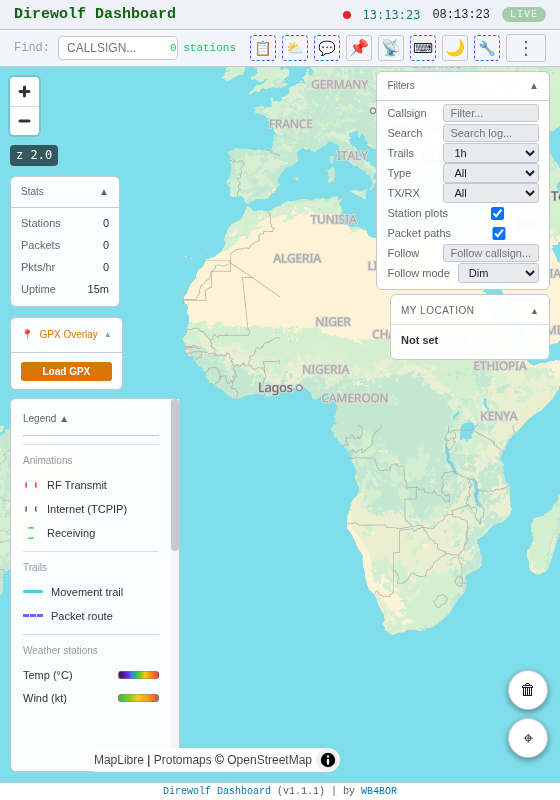 Direwolf Dashboard
13:13:23 08:13:23 LIVE
Find: CALLSIGN... 0 stations
z 2.0
Stats ▲
Stations 0
Packets 0
Pkts/hr 0
Uptime 15m
GPX Overlay ▲
Load GPX
Legend ▲
Animations
RF Transmit
Internet (TCPIP)
Receiving
Trails
Movement trail
Packet route
Weather stations
Temp (°C)
Wind (kt)
Filters ▲
Callsign Filter...
Search Search log...
Trails 1h
Type All
TX/RX All
Station plots
Packet paths
Follow Follow callsign...
Follow mode Dim
MY LOCATION ▲
Not set
GERMANY
FRANCE
ITALY
TUNISIA
ALGERIA
NIGER
NIGERIA
Lagos
CAMEROON
ETHIOPIA
KENYA
MapLibre | Protomaps © OpenStreetMap
Direwolf Dashboard (v1.1.1) | by WB4BOR